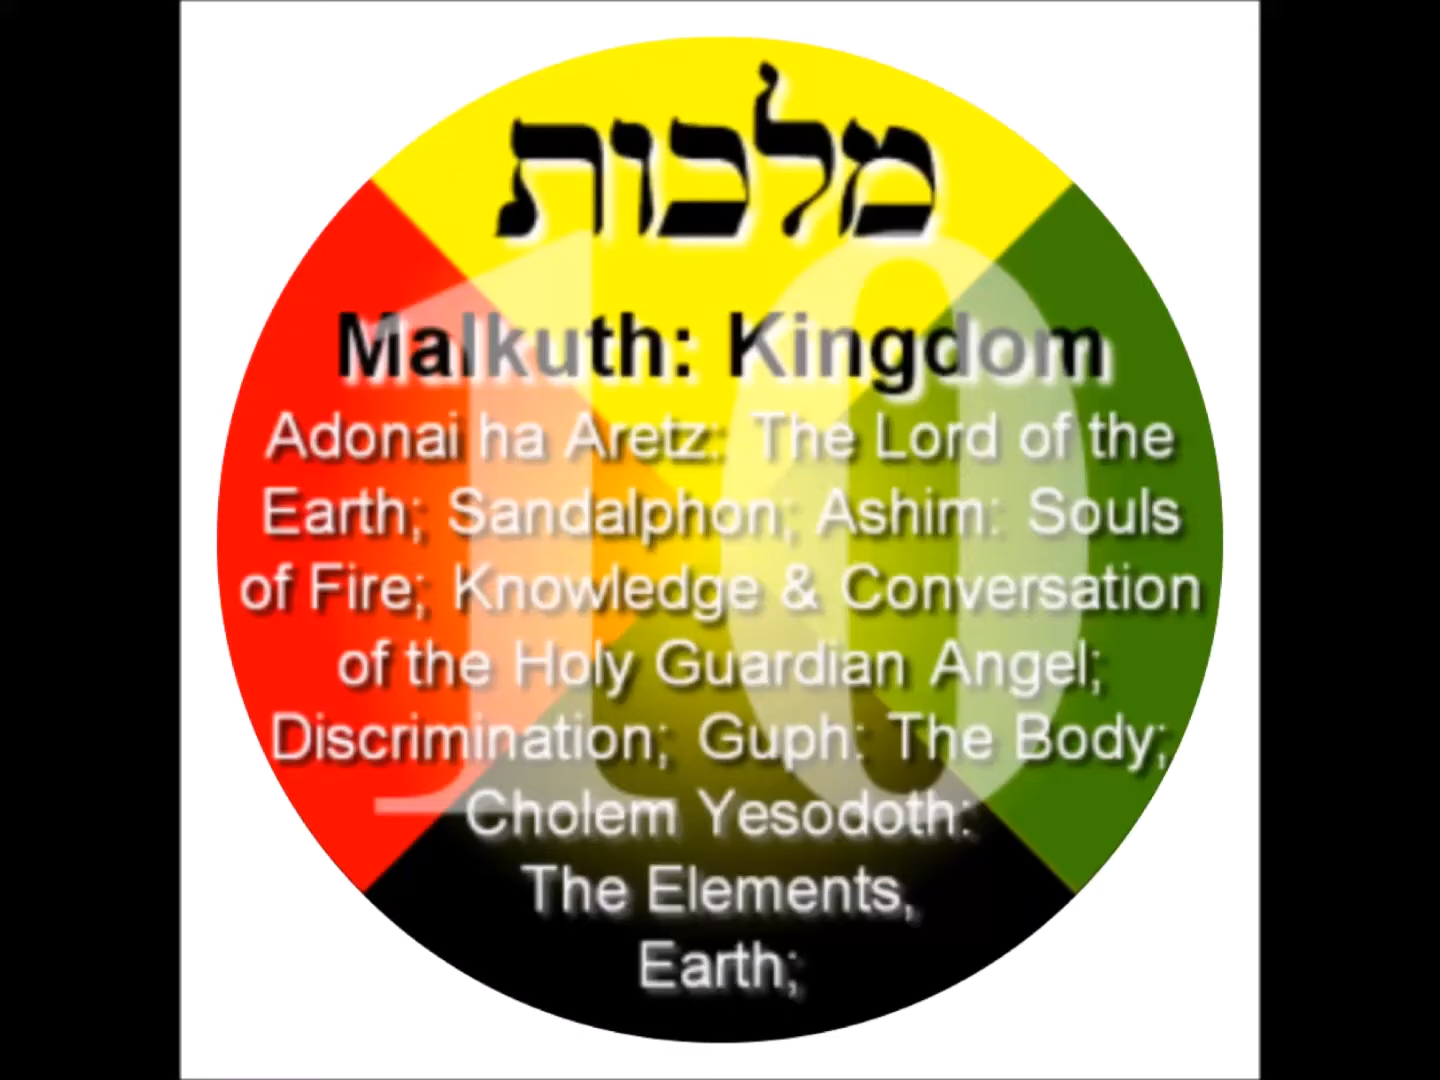 מלכות
10
Malkuth: Kingdom
Adonai ha Aretz: The Lord of the
Earth; Sandalphon; Ashim: Souls
of Fire; Knowledge & Conversation
of the Holy Guardian Angel;
Discrimination; Guph: The Body;
Cholem Yesodoth:
The Elements,
Earth;